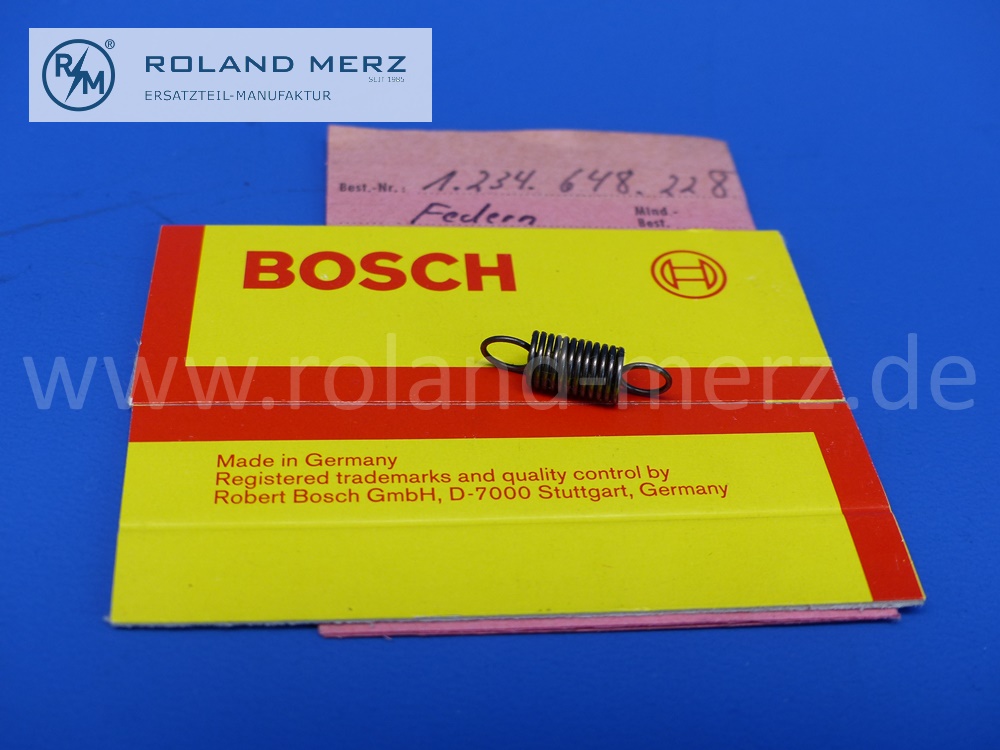 R M ®
ROLAND MERZ
SEIT 1985
ERSATZTEIL-MANUFAKTUR
Best.-Nr.: 1.234.648.228
Federn
Mind.-
Best.
BOSCH
www.roland-merz.de
Made in Germany
Registered trademarks and quality control by
Robert Bosch GmbH, D-7000 Stuttgart, Germany